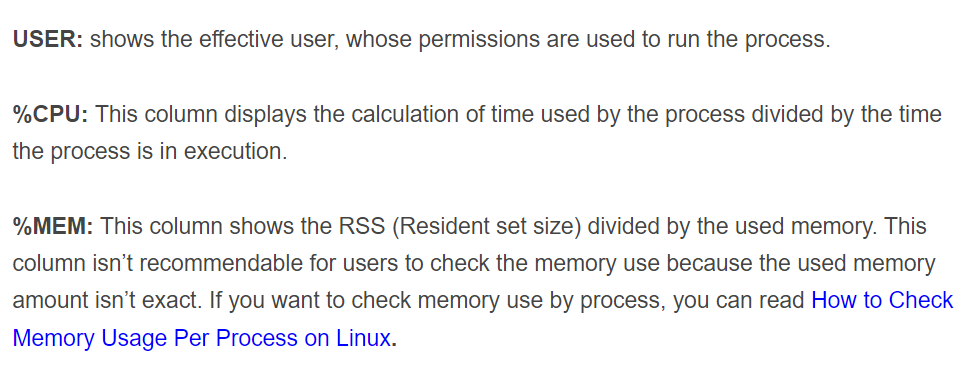 USER: shows the effective user, whose permissions are used to run the process.
%CPU: This column displays the calculation of time used by the process divided by the time
the process is in execution.
%MEM: This column shows the RSS (Resident set size) divided by the used memory. This
column isn’t recommendable for users to check the memory use because the used memory
amount isn’t exact. If you want to check memory use by process, you can read How to Check
Memory Usage Per Process on Linux.